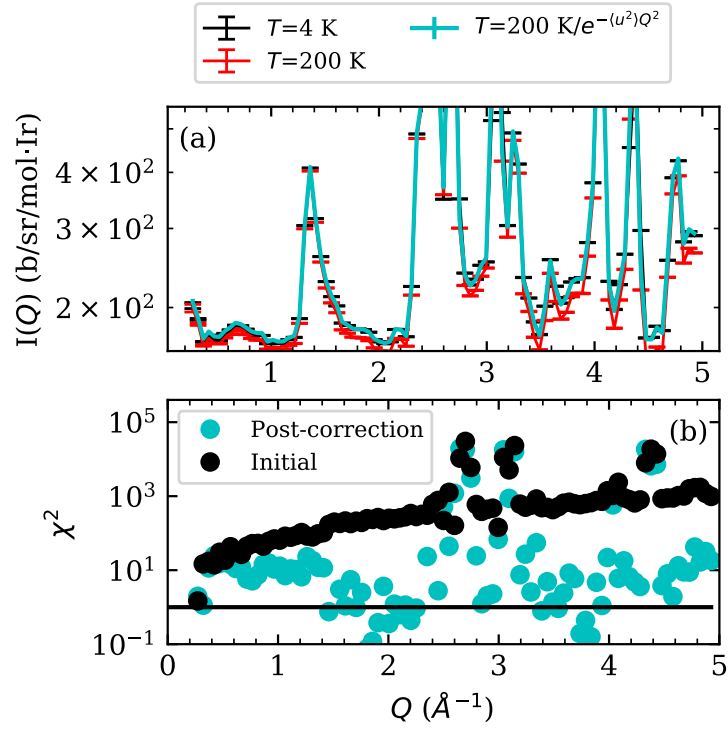 T=4 K
T=200 K
T=200 K/e^{-⟨u²⟩Q²}
I(Q) (b/sr/mol·Ir)
(a)
4 × 10²
3 × 10²
2 × 10²
1 2 3 4 5
χ²
10⁵
10³
10¹
10⁻¹
Post-correction
Initial
(b)
0 1 2 3 4 5
Q (Å⁻¹)